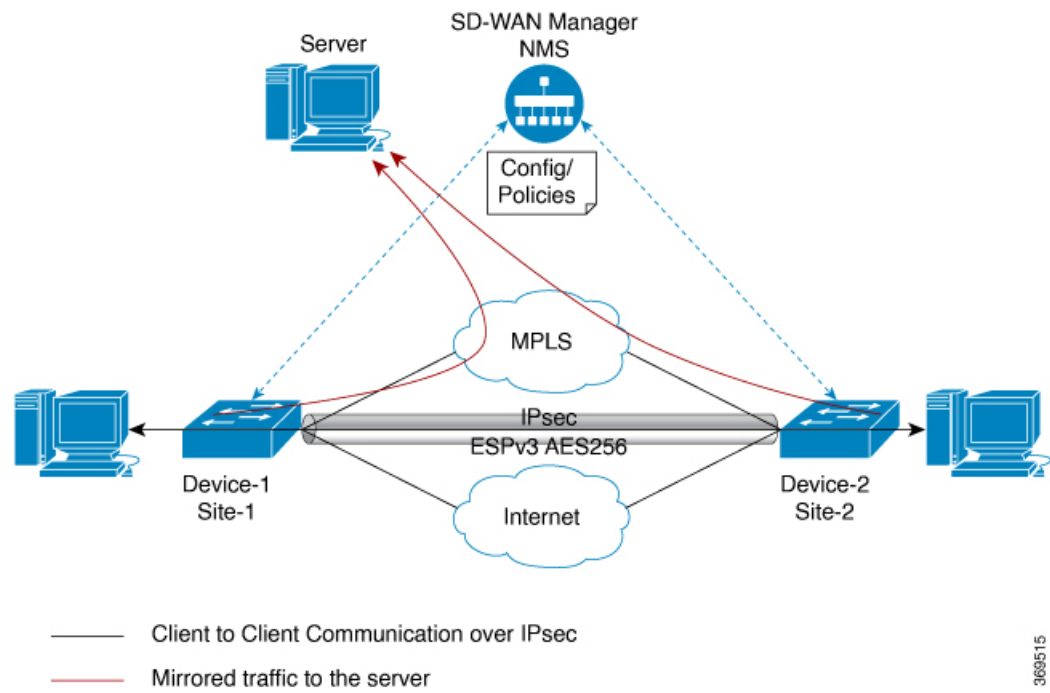 SD-WAN Manager
NMS
Server
Config/
Policies
MPLS
IPsec
ESPv3 AES256
Device-1
Site-1
Device-2
Site-2
Internet
Client to Client Communication over IPsec
Mirrored traffic to the server
369515